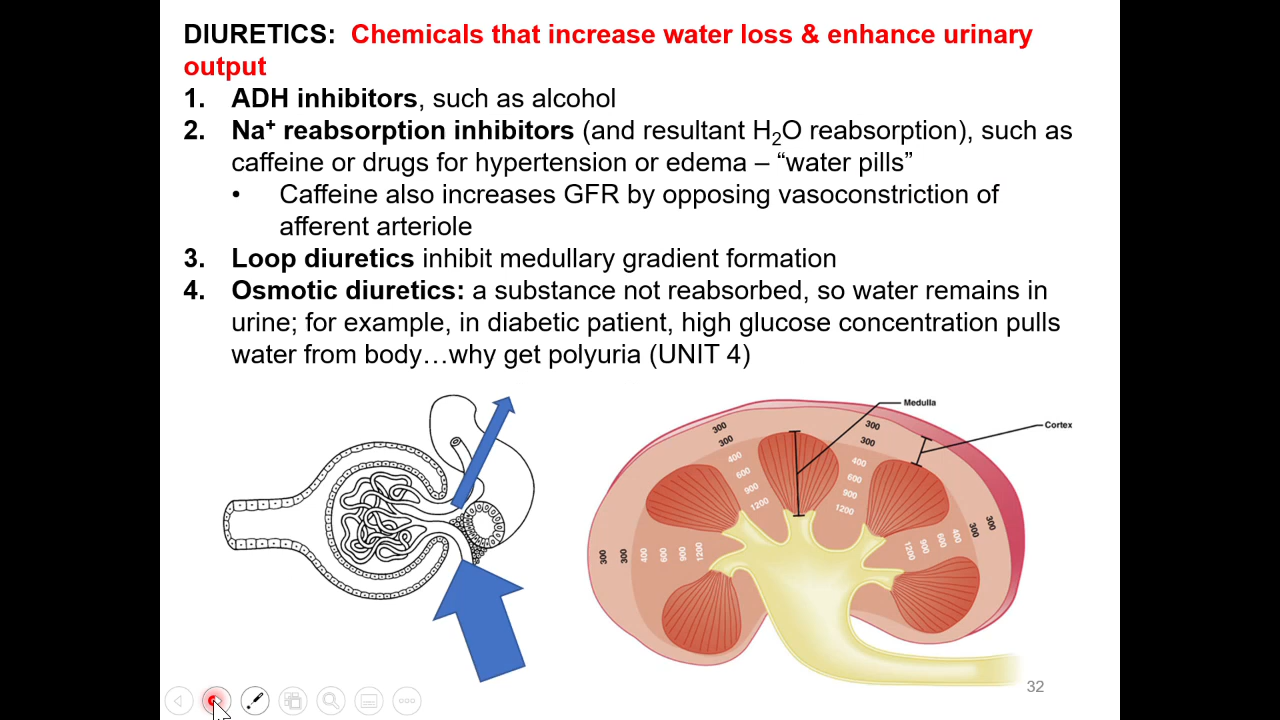 DIURETICS: Chemicals that increase water loss & enhance urinary
output
1. ADH inhibitors, such as alcohol
2. Na⁺ reabsorption inhibitors (and resultant H₂O reabsorption), such as
caffeine or drugs for hypertension or edema – “water pills”
• Caffeine also increases GFR by opposing vasoconstriction of
afferent arteriole
3. Loop diuretics inhibit medullary gradient formation
4. Osmotic diuretics: a substance not reabsorbed, so water remains in
urine; for example, in diabetic patient, high glucose concentration pulls
water from body…why get polyuria (UNIT 4)
Medulla
Cortex
300
300
400
600
900
1200
300
300
400
600
900
1200
300
300
400
600
900
1200
300
300
400
600
900
1200
32